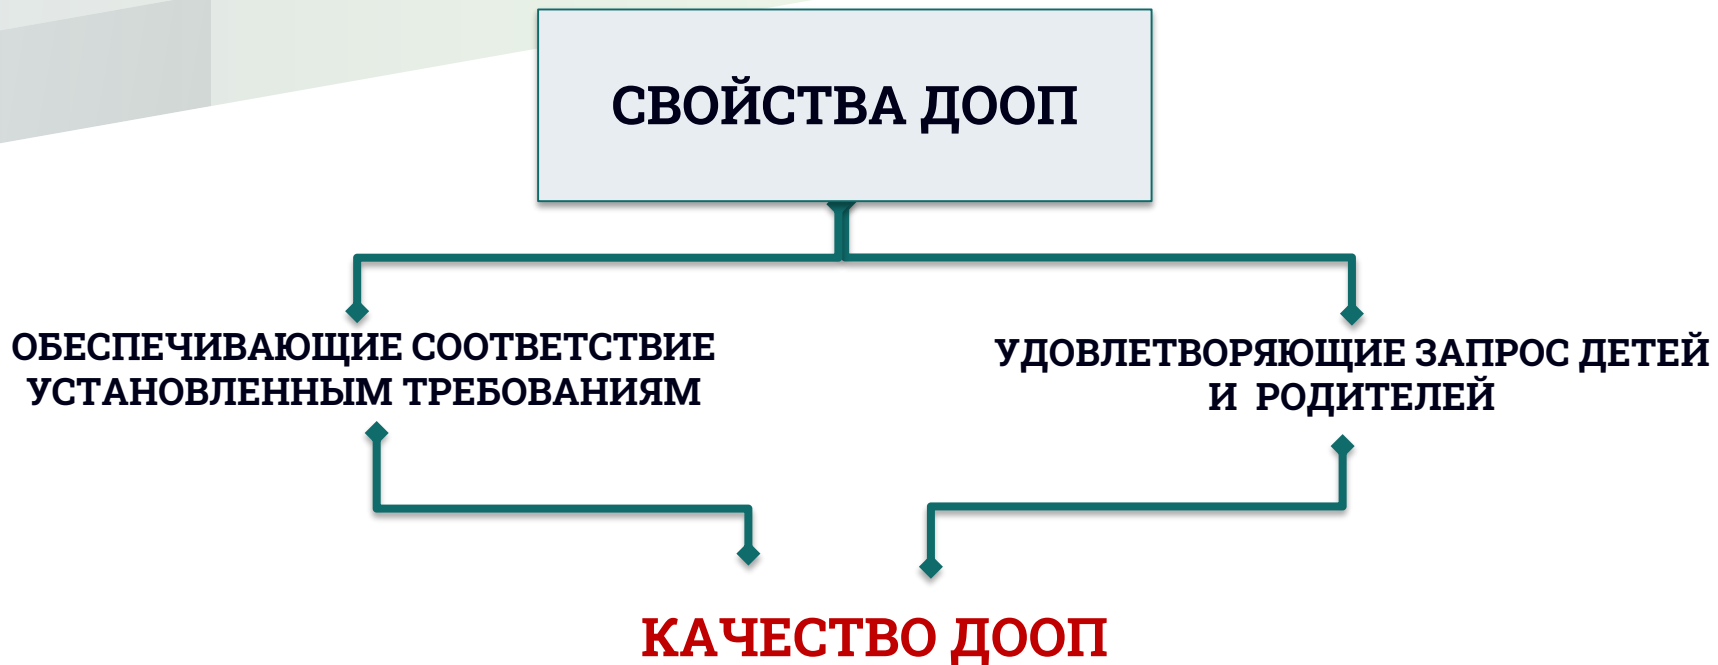 СВОЙСТВА ДООП
ОБЕСПЕЧИВАЮЩИЕ СООТВЕТСТВИЕ
УСТАНОВЛЕННЫМ ТРЕБОВАНИЯМ
УДОВЛЕТВОРЯЮЩИЕ ЗАПРОС ДЕТЕЙ
И РОДИТЕЛЕЙ
КАЧЕСТВО ДООП